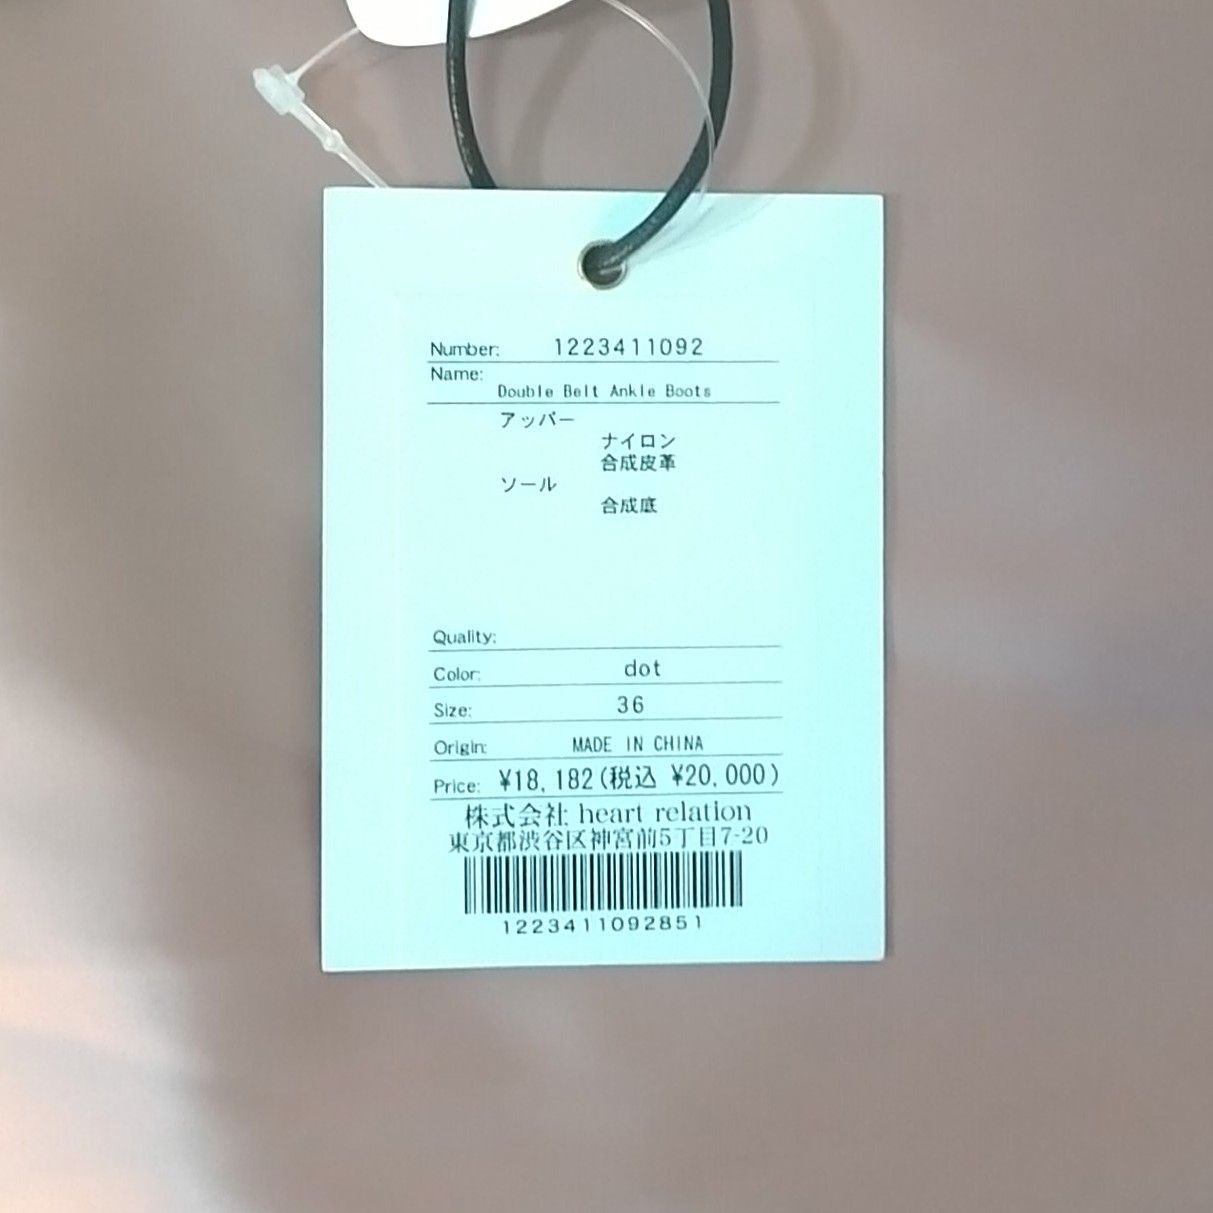 Number: 1223411092
Name:
Double Belt Ankle Boots
アッパー
ナイロン
合成皮革
ソール
合成底
Quality:
Color: dot
Size: 36
Origin: MADE IN CHINA
Price: ¥18,182(税込 ¥20,000)
株式会社 heart relation
東京都渋谷区神宮前5丁目7-20
1223411092851